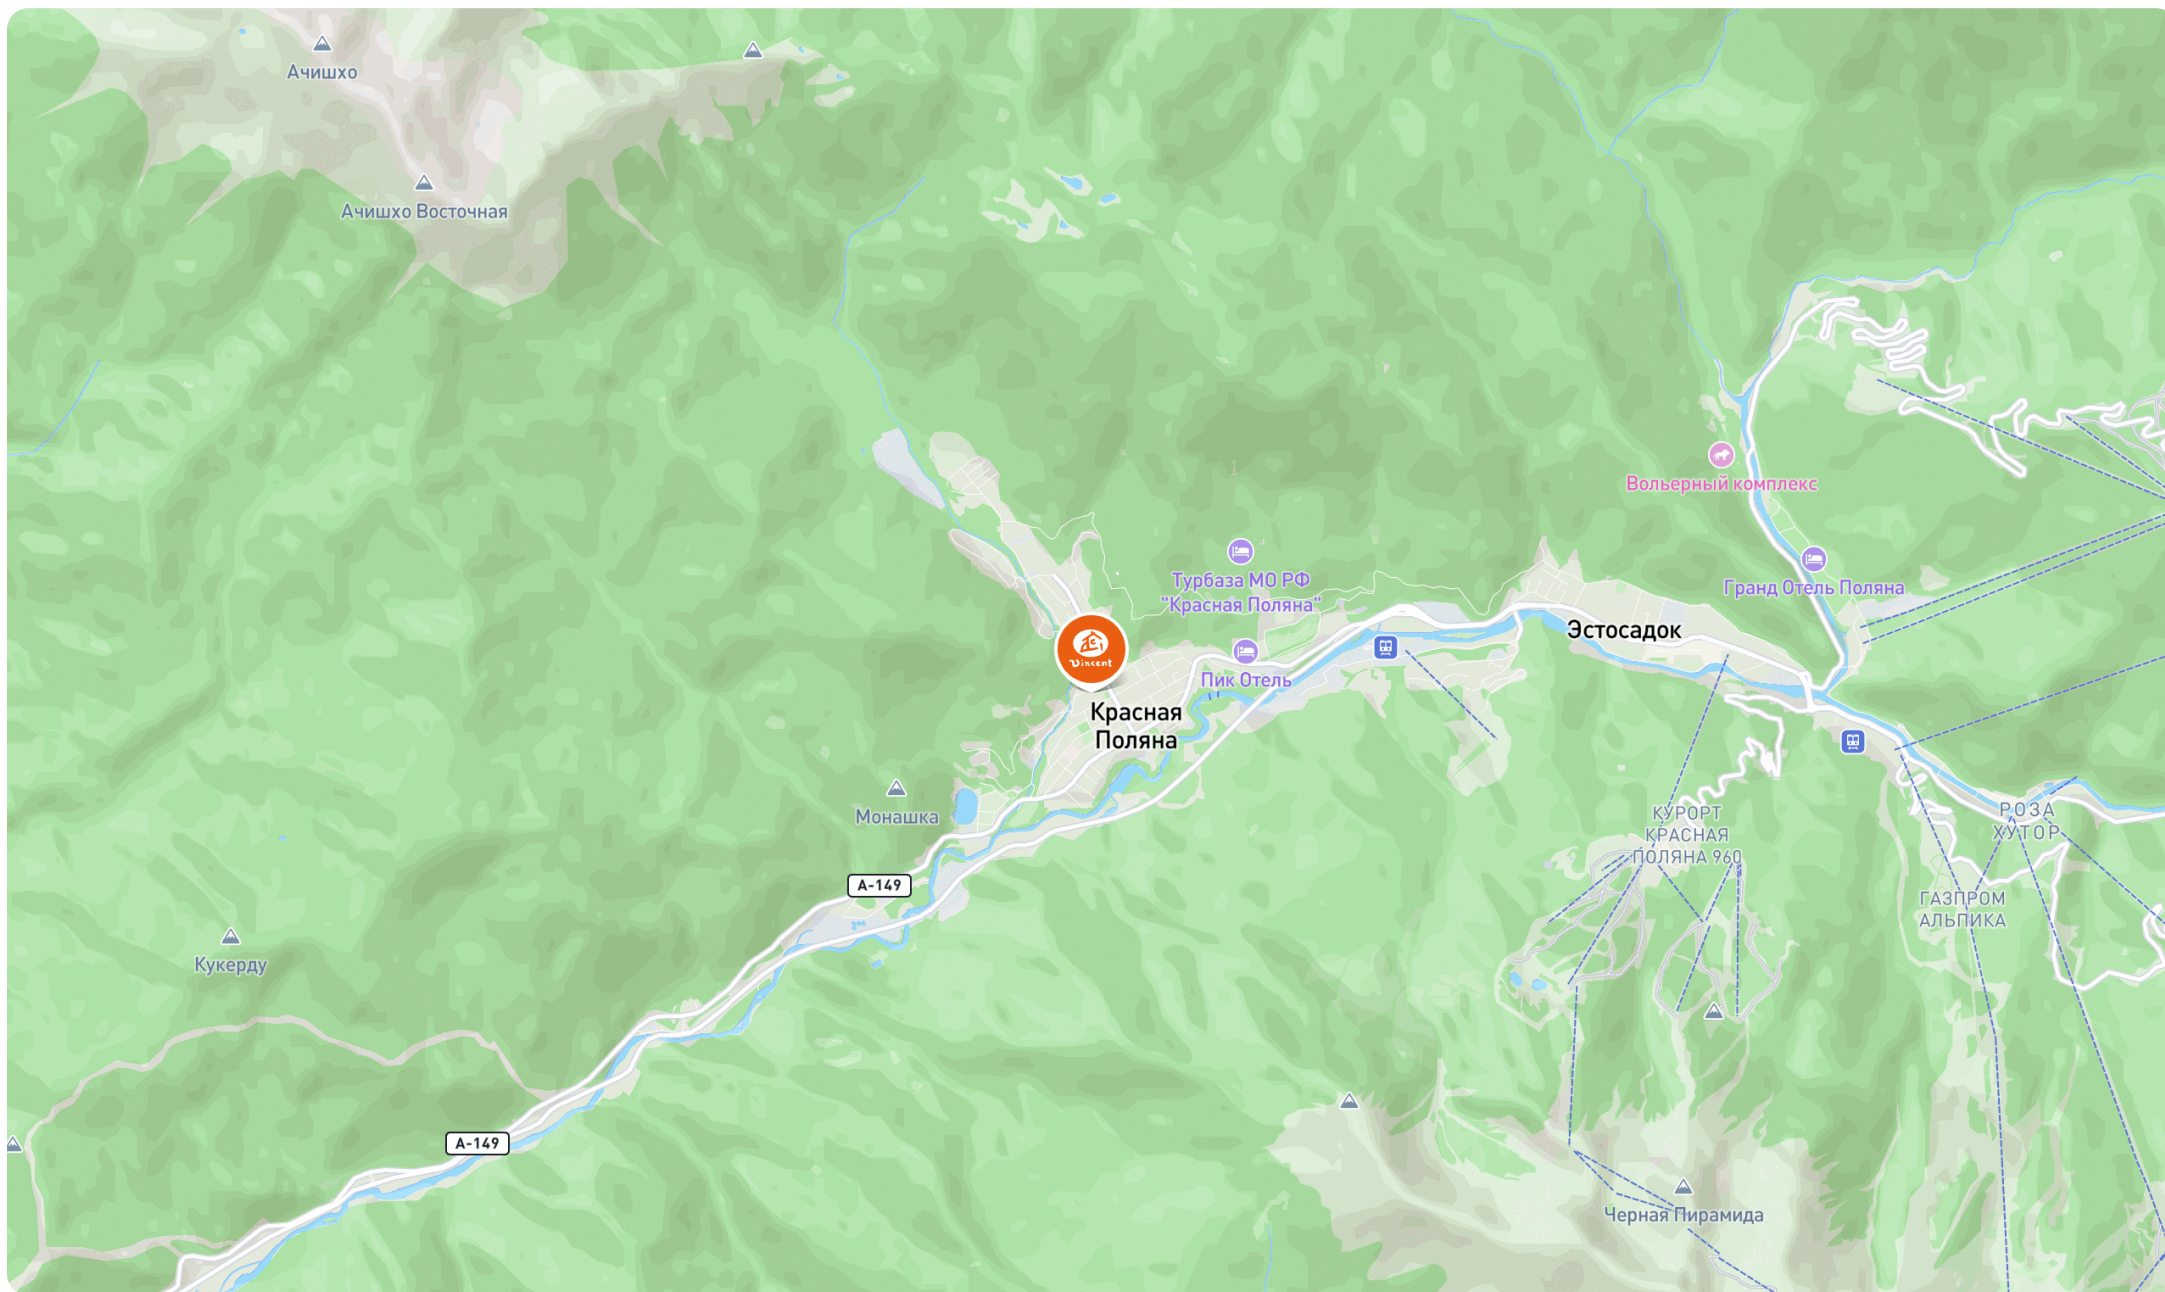 Ачишхо
Ачишхо Восточная
Вольерный комплекс
Турбаза МО РФ
"Красная Поляна"
Гранд Отель Поляна
Эстосадок
Vincent
Пик Отель
Красная
Поляна
Монашка
КУРОРТ
КРАСНАЯ
ПОЛЯНА 960
РОЗА
ХУТОР
А-149
ГАЗПРОМ
АЛЬПИКА
Кукерду
А-149
Черная Пирамида